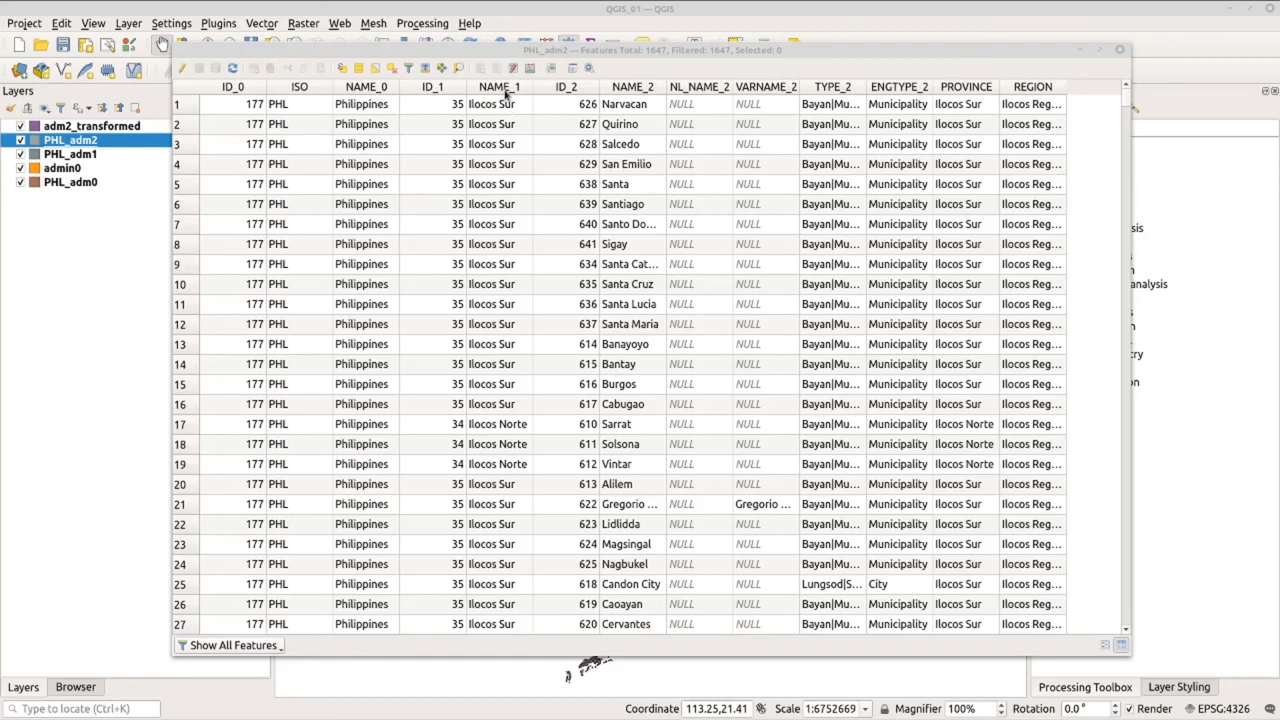 QGIS_01 — QGIS
Project Edit View Layer Settings Plugins Vector Raster Web Mesh Processing Help
PHL_adm2 — Features Total: 1647, Filtered: 1647, Selected: 0
Layers
adm2_transformed
PHL_adm2
PHL_adm1
admin0
PHL_adm0
ID_0 ISO NAME_0 ID_1 NAME_1 ID_2 NAME_2 NL_NAME_2 VARNAME_2 TYPE_2 ENGTYPE_2 PROVINCE REGION
1 177 PHL Philippines 35 Ilocos Sur 626 Narvacan NULL NULL Bayan|Mu... Municipality Ilocos Sur Ilocos Reg...
2 177 PHL Philippines 35 Ilocos Sur 627 Quirino NULL NULL Bayan|Mu... Municipality Ilocos Sur Ilocos Reg...
3 177 PHL Philippines 35 Ilocos Sur 628 Salcedo NULL NULL Bayan|Mu... Municipality Ilocos Sur Ilocos Reg...
4 177 PHL Philippines 35 Ilocos Sur 629 San Emilio NULL NULL Bayan|Mu... Municipality Ilocos Sur Ilocos Reg...
5 177 PHL Philippines 35 Ilocos Sur 638 Santa NULL NULL Bayan|Mu... Municipality Ilocos Sur Ilocos Reg...
6 177 PHL Philippines 35 Ilocos Sur 639 Santiago NULL NULL Bayan|Mu... Municipality Ilocos Sur Ilocos Reg...
7 177 PHL Philippines 35 Ilocos Sur 640 Santo Do... NULL NULL Bayan|Mu... Municipality Ilocos Sur Ilocos Reg...
8 177 PHL Philippines 35 Ilocos Sur 641 Sigay NULL NULL Bayan|Mu... Municipality Ilocos Sur Ilocos Reg...
9 177 PHL Philippines 35 Ilocos Sur 634 Santa Cat... NULL NULL Bayan|Mu... Municipality Ilocos Sur Ilocos Reg...
10 177 PHL Philippines 35 Ilocos Sur 635 Santa Cruz NULL NULL Bayan|Mu... Municipality Ilocos Sur Ilocos Reg...
11 177 PHL Philippines 35 Ilocos Sur 636 Santa Lucia NULL NULL Bayan|Mu... Municipality Ilocos Sur Ilocos Reg...
12 177 PHL Philippines 35 Ilocos Sur 637 Santa Maria NULL NULL Bayan|Mu... Municipality Ilocos Sur Ilocos Reg...
13 177 PHL Philippines 35 Ilocos Sur 614 Banayoyo NULL NULL Bayan|Mu... Municipality Ilocos Sur Ilocos Reg...
14 177 PHL Philippines 35 Ilocos Sur 615 Bantay NULL NULL Bayan|Mu... Municipality Ilocos Sur Ilocos Reg...
15 177 PHL Philippines 35 Ilocos Sur 616 Burgos NULL NULL Bayan|Mu... Municipality Ilocos Sur Ilocos Reg...
16 177 PHL Philippines 35 Ilocos Sur 617 Cabugao NULL NULL Bayan|Mu... Municipality Ilocos Sur Ilocos Reg...
17 177 PHL Philippines 34 Ilocos Norte 610 Sarrat NULL NULL Bayan|Mu... Municipality Ilocos Norte Ilocos Reg...
18 177 PHL Philippines 34 Ilocos Norte 611 Solsona NULL NULL Bayan|Mu... Municipality Ilocos Norte Ilocos Reg...
19 177 PHL Philippines 34 Ilocos Norte 612 Vintar NULL NULL Bayan|Mu... Municipality Ilocos Norte Ilocos Reg...
20 177 PHL Philippines 35 Ilocos Sur 613 Alilem NULL NULL Bayan|Mu... Municipality Ilocos Sur Ilocos Reg...
21 177 PHL Philippines 35 Ilocos Sur 622 Gregorio ... NULL Gregorio ... Bayan|Mu... Municipality Ilocos Sur Ilocos Reg...
22 177 PHL Philippines 35 Ilocos Sur 623 Lidlidda NULL NULL Bayan|Mu... Municipality Ilocos Sur Ilocos Reg...
23 177 PHL Philippines 35 Ilocos Sur 624 Magsingal NULL NULL Bayan|Mu... Municipality Ilocos Sur Ilocos Reg...
24 177 PHL Philippines 35 Ilocos Sur 625 Nagbukel NULL NULL Bayan|Mu... Municipality Ilocos Sur Ilocos Reg...
25 177 PHL Philippines 35 Ilocos Sur 618 Candon City NULL NULL Lungsod|S... City Ilocos Sur Ilocos Reg...
26 177 PHL Philippines 35 Ilocos Sur 619 Caoayan NULL NULL Bayan|Mu... Municipality Ilocos Sur Ilocos Reg...
27 177 PHL Philippines 35 Ilocos Sur 620 Cervantes NULL NULL Bayan|Mu... Municipality Ilocos Sur Ilocos Reg...
sis
n
analysis
n
try
on
Show All Features
Layers Browser
Processing Toolbox Layer Styling
Type to locate (Ctrl+K)
Coordinate 113.25,21.41 Scale 1:6752669 Magnifier 100% Rotation 0.0° Render EPSG:4326